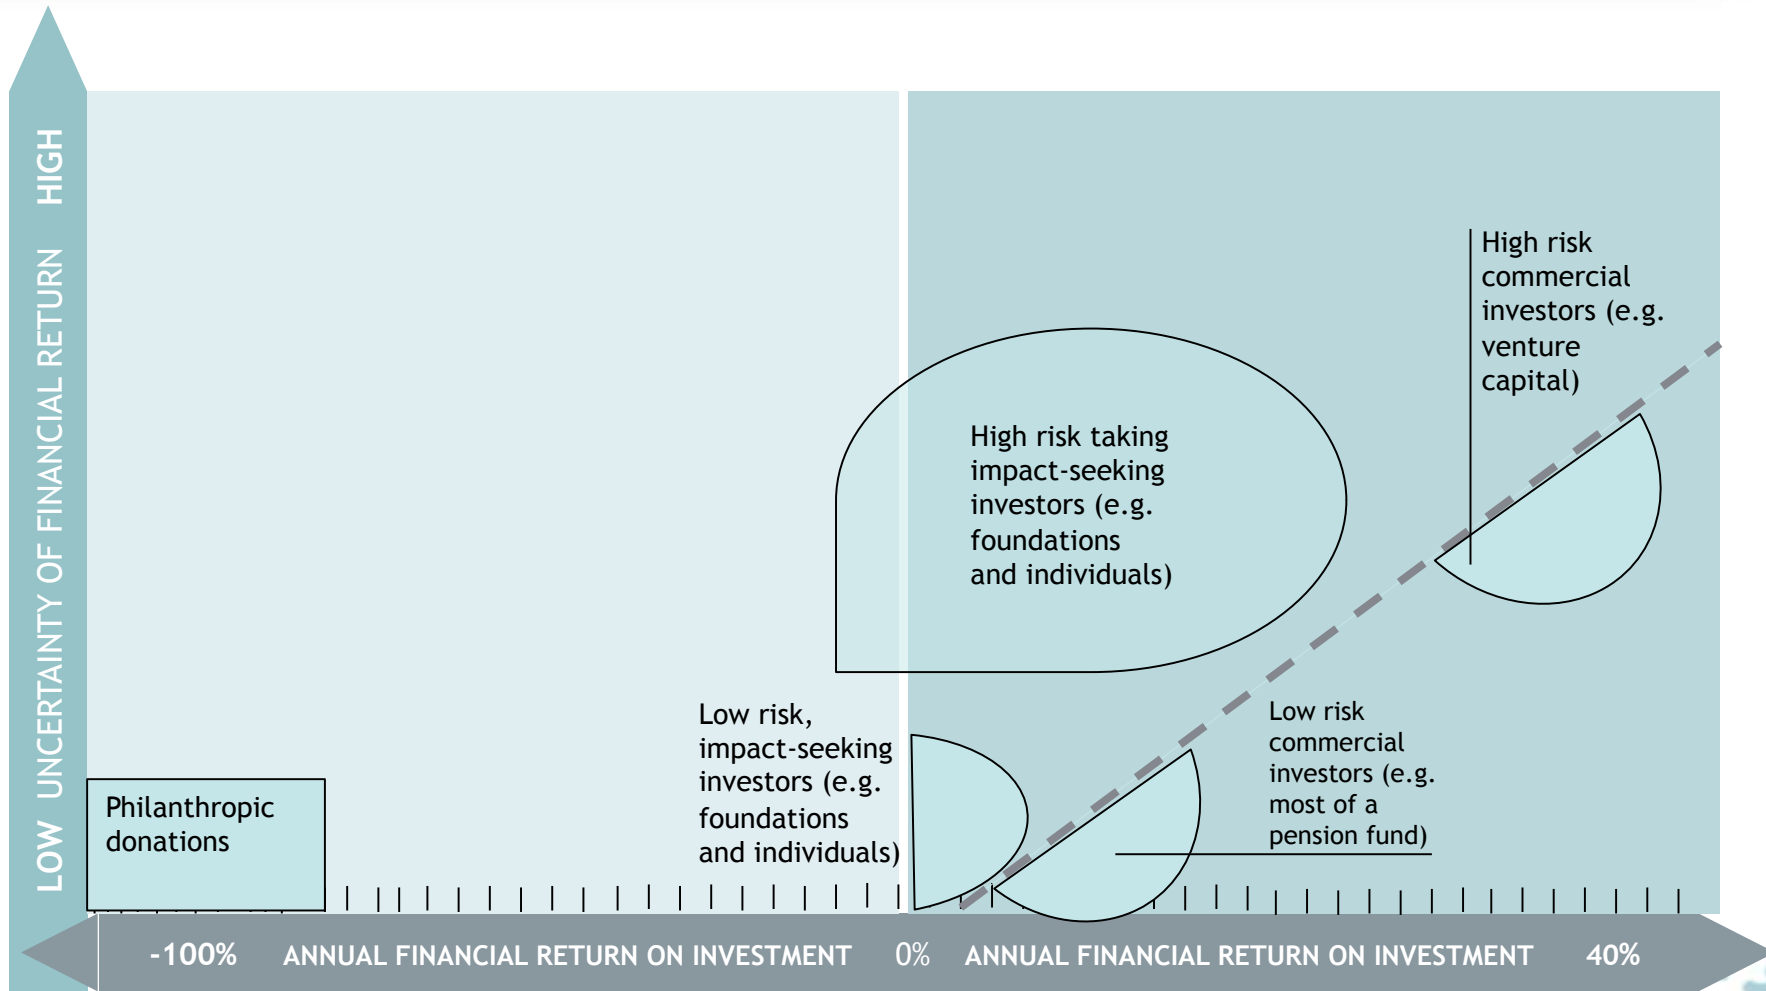 HIGH
UNCERTAINTY OF FINANCIAL RETURN
LOW
High risk
commercial
investors (e.g.
venture
capital)
High risk taking
impact-seeking
investors (e.g.
foundations
and individuals)
Low risk,
impact-seeking
investors (e.g.
foundations
and individuals)
Low risk
commercial
investors (e.g.
most of a
pension fund)
Philanthropic
donations
-100% ANNUAL FINANCIAL RETURN ON INVESTMENT 0% ANNUAL FINANCIAL RETURN ON INVESTMENT 40%